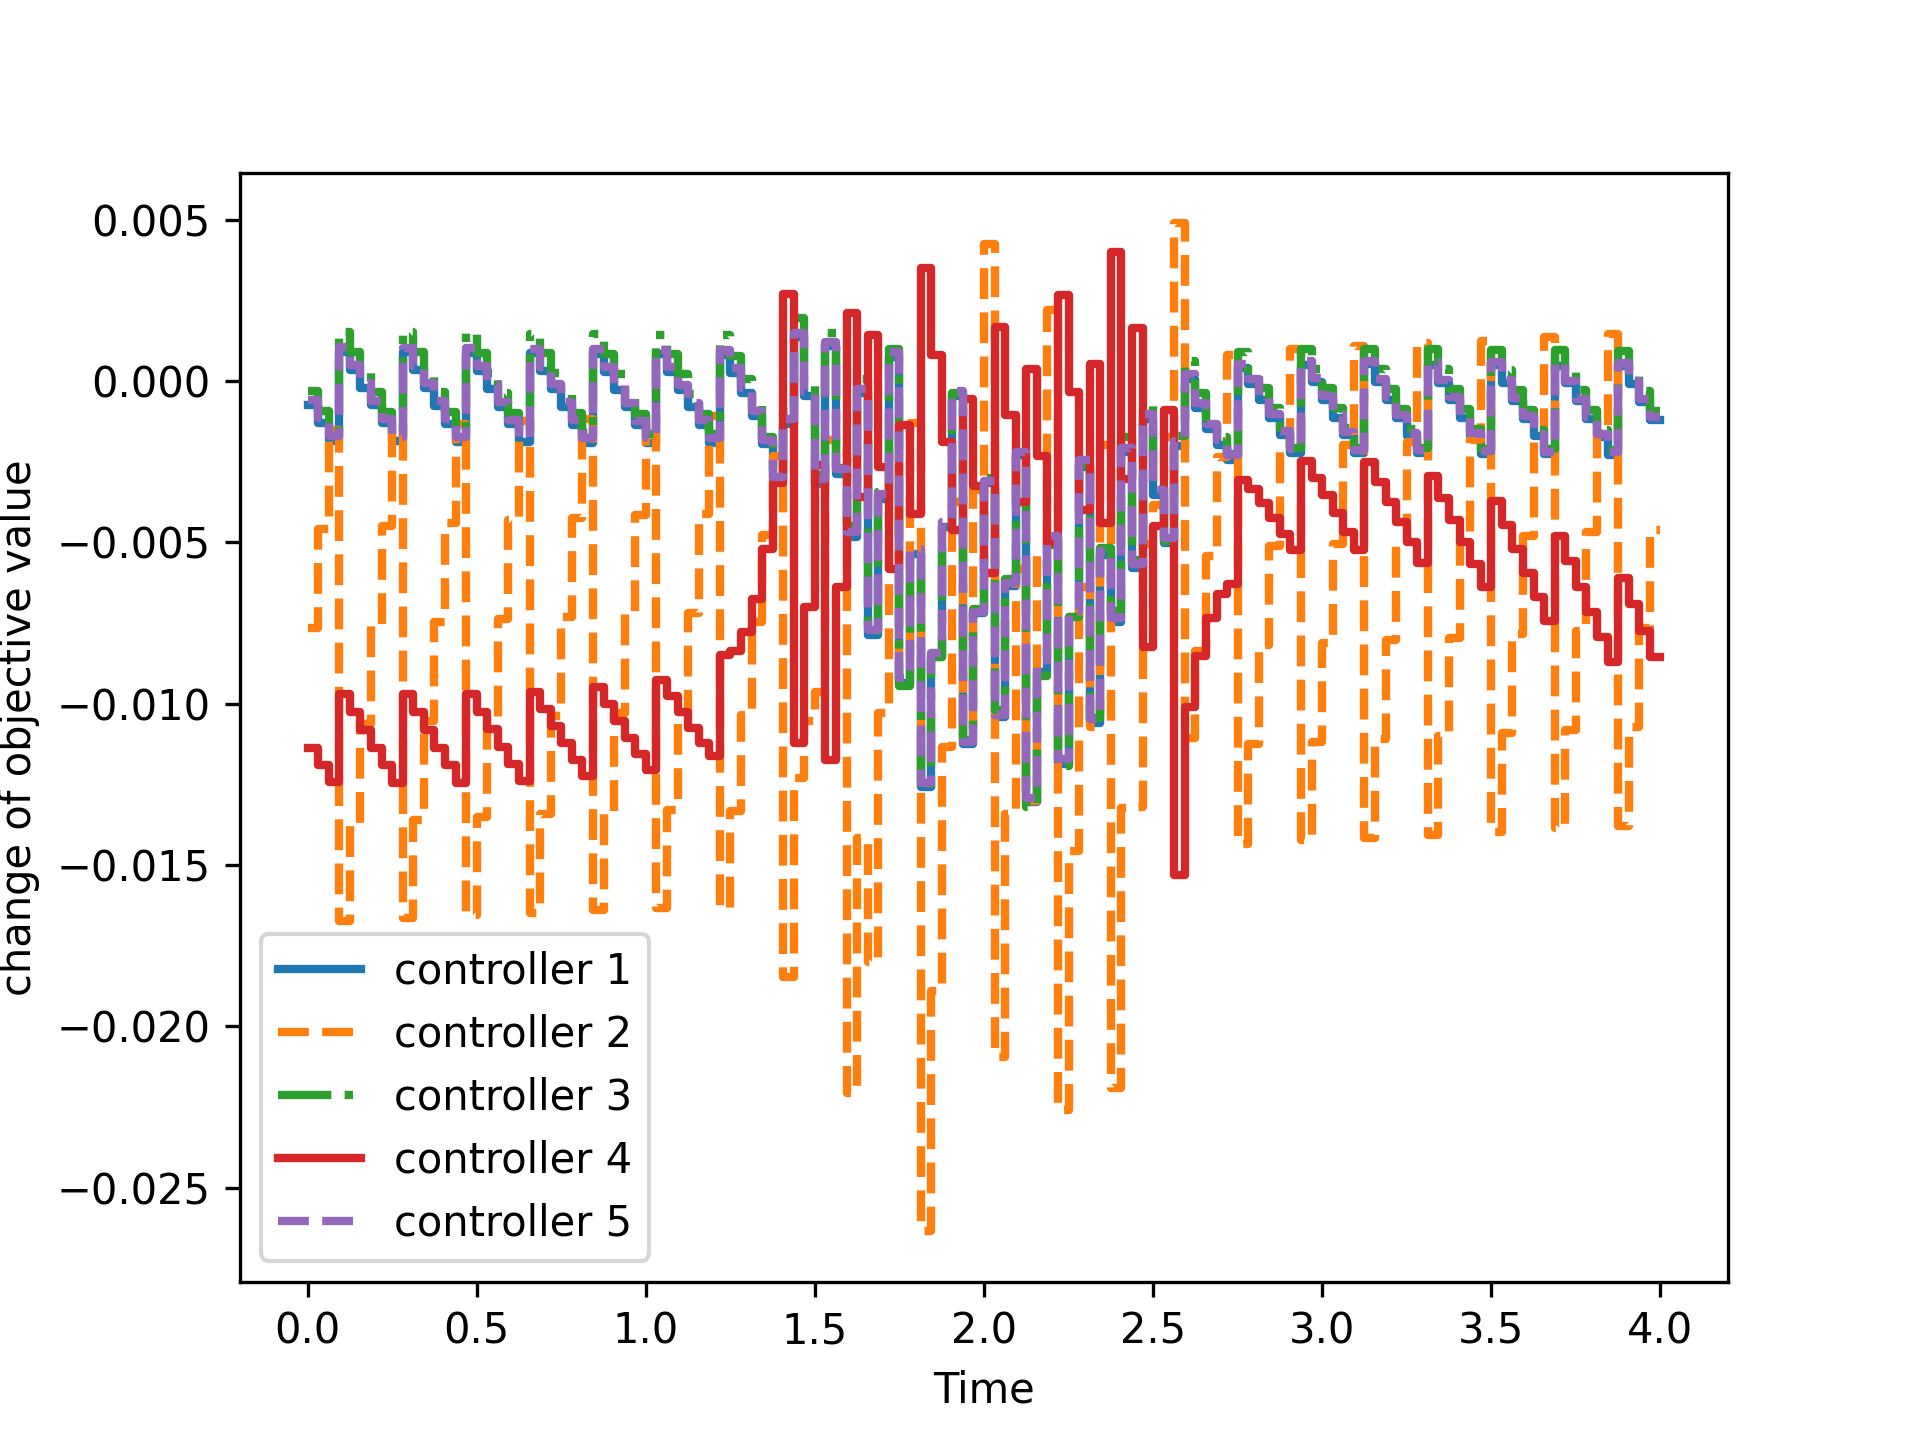 change of objective value
0.005
0.000
−0.005
−0.010
−0.015
−0.020
−0.025
controller 1
controller 2
controller 3
controller 4
controller 5
0.0 0.5 1.0 1.5 2.0 2.5 3.0 3.5 4.0
Time